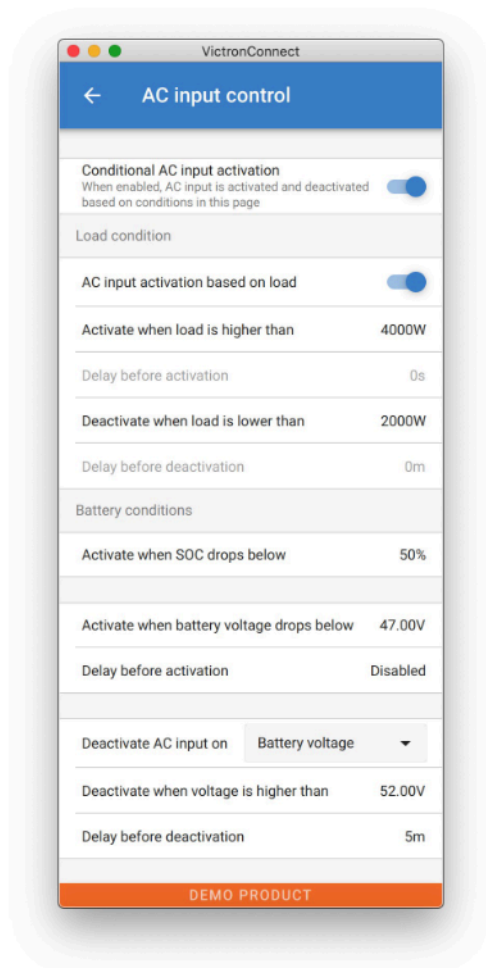 VictronConnect
AC input control
Conditional AC input activation
When enabled, AC input is activated and deactivated
based on conditions in this page
Load condition
AC input activation based on load
Activate when load is higher than 4000W
Delay before activation 0s
Deactivate when load is lower than 2000W
Delay before deactivation 0m
Battery conditions
Activate when SOC drops below 50%
Activate when battery voltage drops below 47.00V
Delay before activation Disabled
Deactivate AC input on Battery voltage
Deactivate when voltage is higher than 52.00V
Delay before deactivation 5m
DEMO PRODUCT